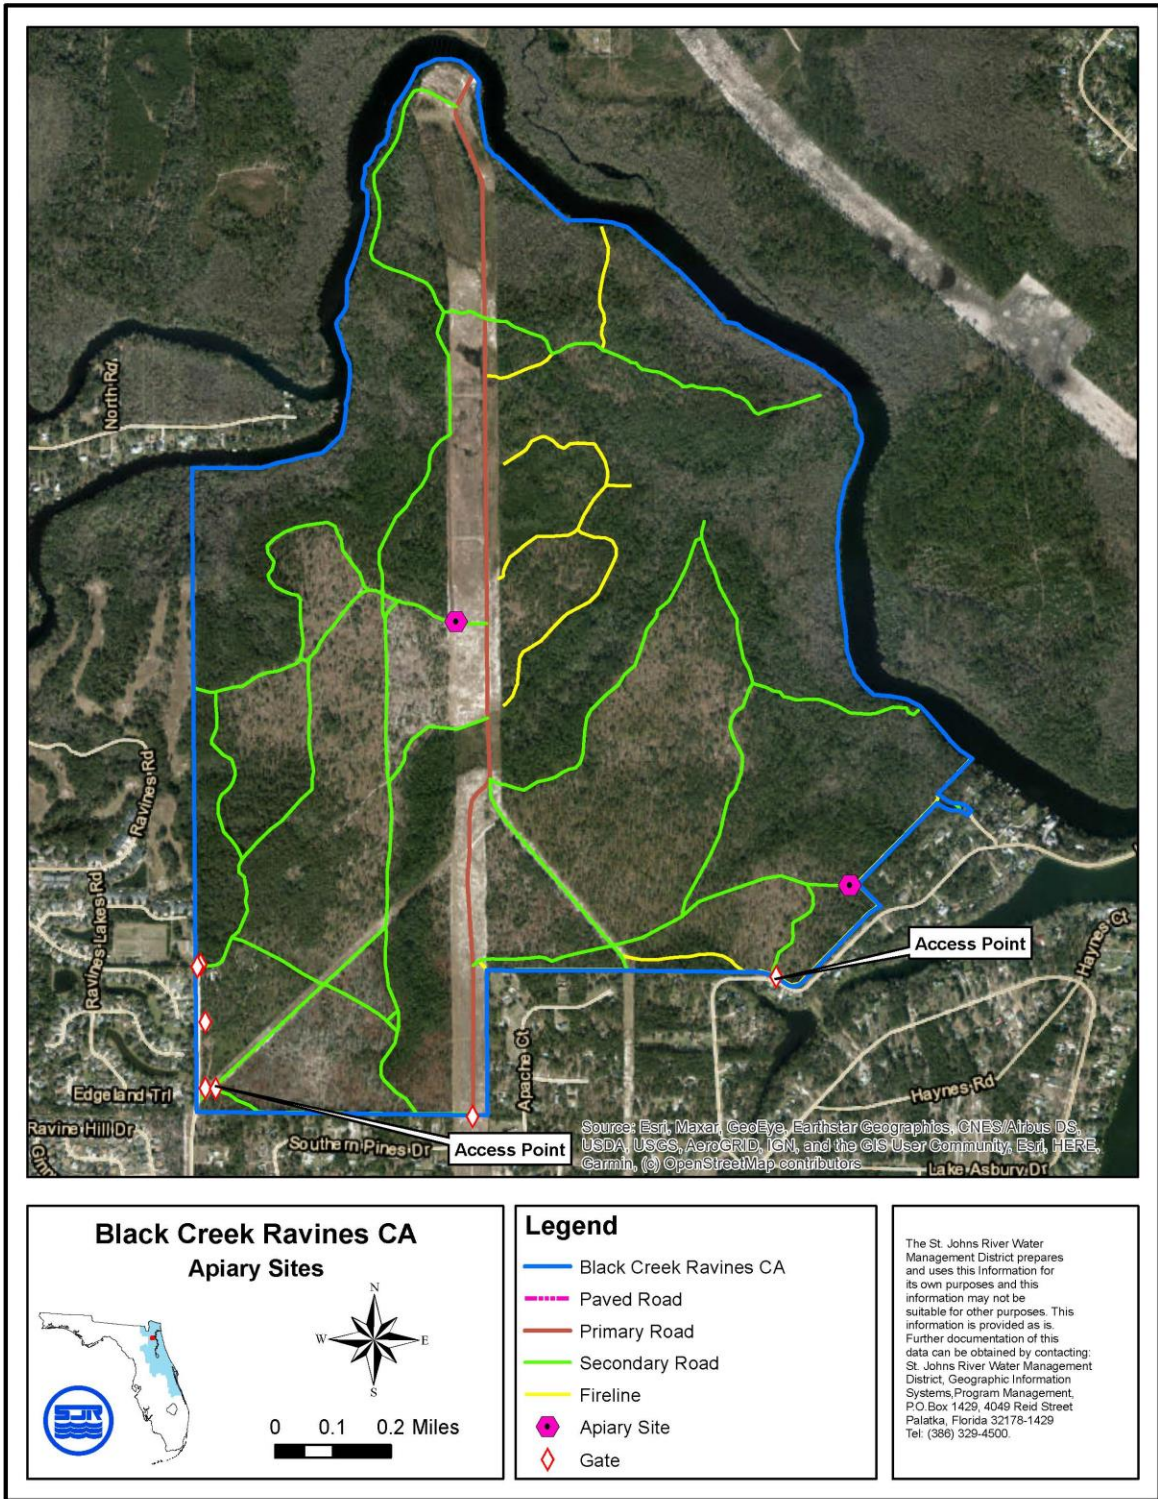 North Rd
Ravines Rd
Ravines Lakes Rd
Access Point
Haynes Ct
Apache Ct
Edgeland Trl
Haynes Rd
Ravine Hill Dr
Southern Pines Dr
Access Point
Lake Asbury Dr
Source: Esri, Maxar, GeoEye, Earthstar Geographics, CNES/Airbus DS,
USDA, USGS, AeroGRID, IGN, and the GIS User Community, Esri, HERE,
Garmin, (c) OpenStreetMap contributors
Black Creek Ravines CA
Apiary Sites
N
W
E
S
SJR
0 0.1 0.2 Miles
Legend
Black Creek Ravines CA
Paved Road
Primary Road
Secondary Road
Fireline
Apiary Site
Gate
The St. Johns River Water
Management District prepares
and uses this Information for
its own purposes and this
information may not be
suitable for other purposes. This
information is provided as is.
Further documentation of this
data can be obtained by contacting:
St. Johns River Water Management
District, Geographic Information
Systems,Program Management,
P.O.Box 1429, 4049 Reid Street
Palatka, Florida 32178-1429
Tel: (386) 329-4500.